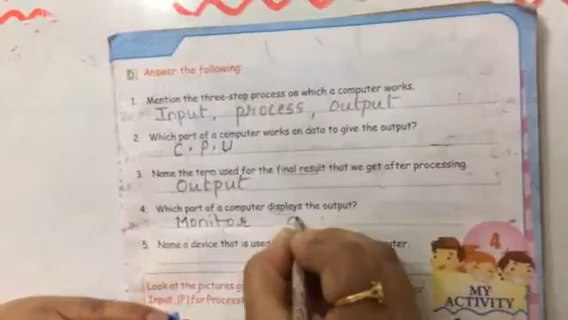 D. Answer the following:
1. Mention the three-step process on which a computer works.
Input, process, Output
2. Which part of a computer works on data to give the output?
C.P.U
3. Name the term used for the final result that we get after processing.
Output
4. Which part of a computer displays the output?
Monitor
5. Name a device that is used
Look at the pictures
Input, (P) for Process
4
MY
ACTIVITY